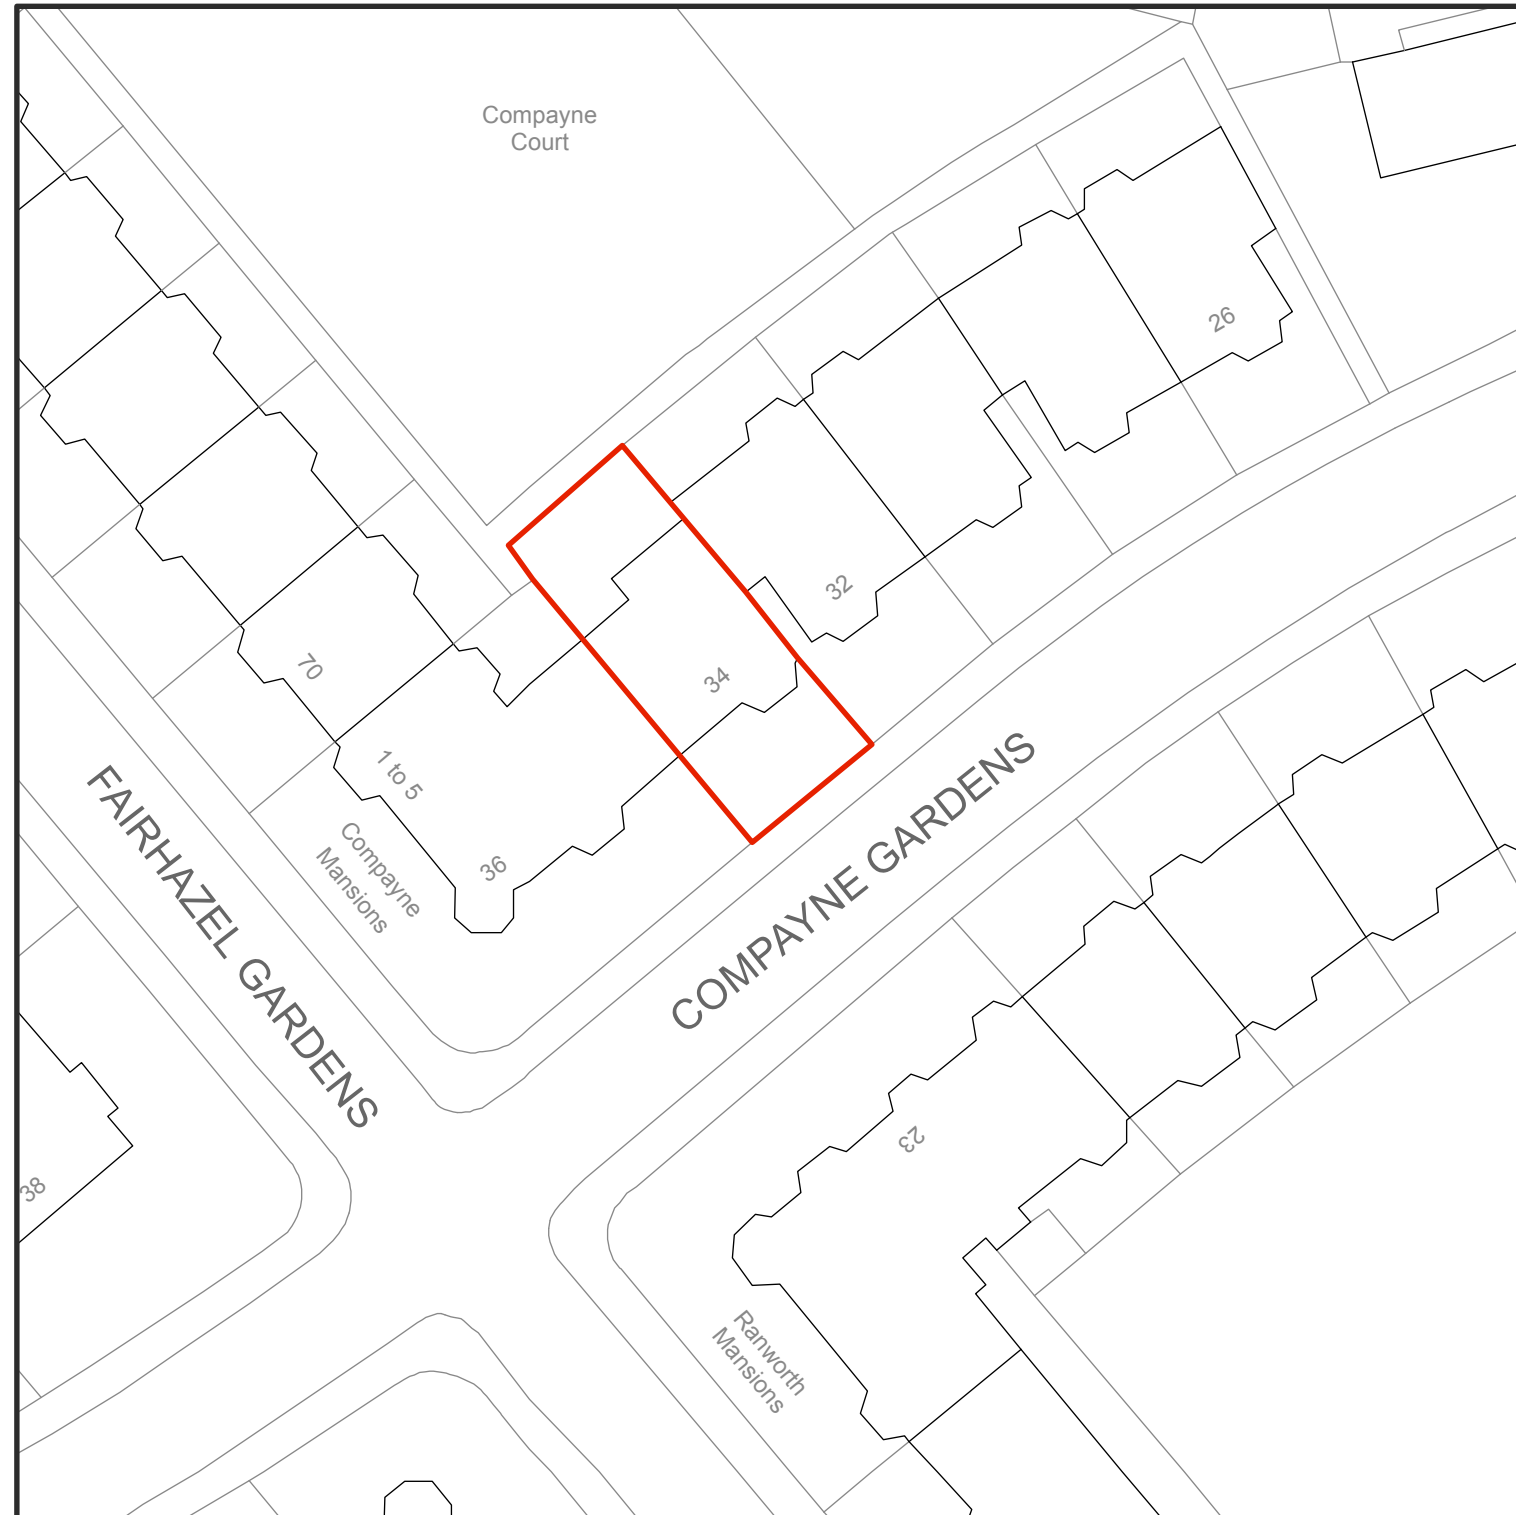 Compayne
Court
26
32
34
70
1 to 5
Compayne
Mansions
36
FAIRHAZEL GARDENS
COMPAYNE GARDENS
23
38
Ranworth
Mansions